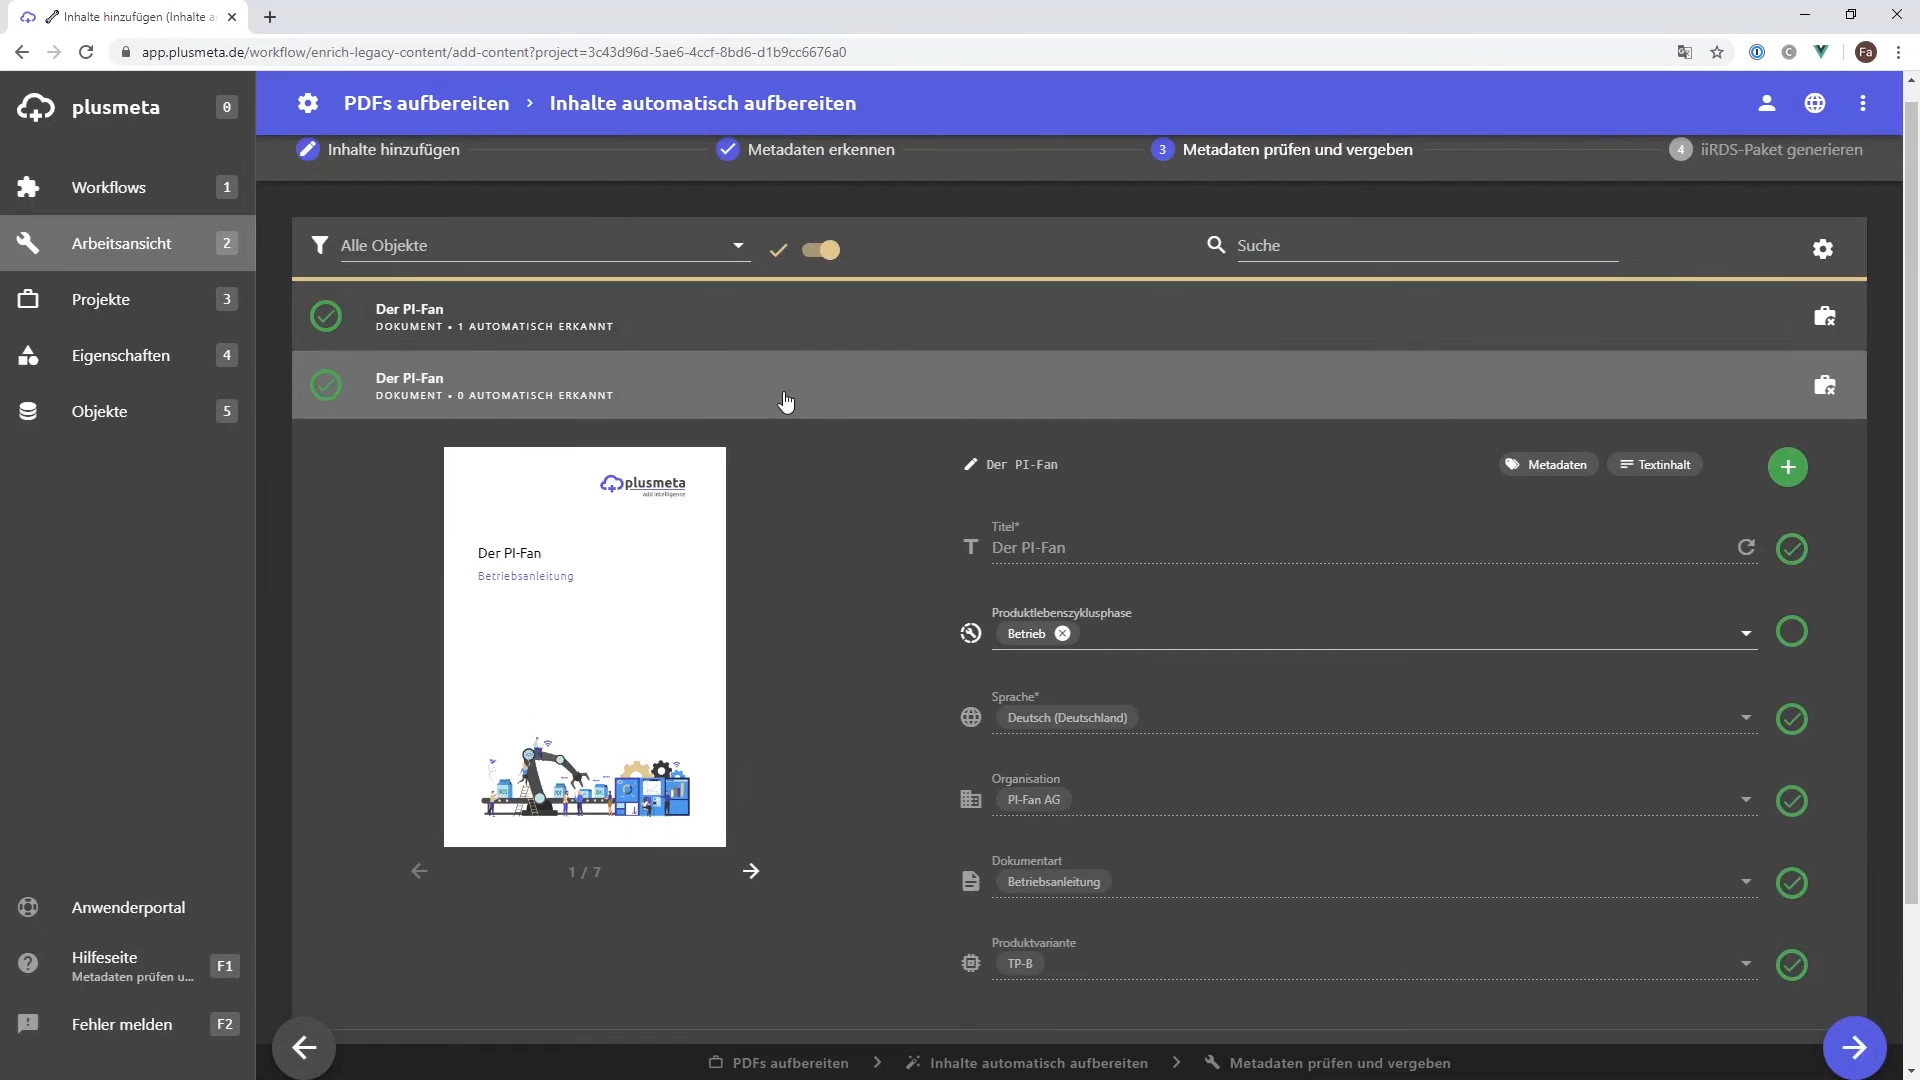 Inhalte hinzufügen (Inhalte a
app.plusmeta.de/workflow/enrich-legacy-content/add-content?project=3c43d96d-5ae6-4ccf-8bd6-d1b9cc6676a0
Fa
plusmeta 0
PDFs aufbereiten › Inhalte automatisch aufbereiten
Inhalte hinzufügen
Metadaten erkennen
3 Metadaten prüfen und vergeben
4 iiRDS-Paket generieren
Workflows 1
Arbeitsansicht 2
Projekte 3
Eigenschaften 4
Objekte 5
Alle Objekte
Suche
Der PI-Fan
DOKUMENT • 1 AUTOMATISCH ERKANNT
Der PI-Fan
DOKUMENT • 0 AUTOMATISCH ERKANNT
plusmeta
add intelligence
Der PI-Fan
Betriebsanleitung
1 / 7
Der PI-Fan
Metadaten
Textinhalt
Titel*
Der PI-Fan
Produktlebenszyklusphase
Betrieb
Sprache*
Deutsch (Deutschland)
Organisation
PI-Fan AG
Dokumentart
Betriebsanleitung
Produktvariante
TP-B
Anwenderportal
Hilfeseite F1
Metadaten prüfen u...
Fehler melden F2
PDFs aufbereiten
Inhalte automatisch aufbereiten
Metadaten prüfen und vergeben